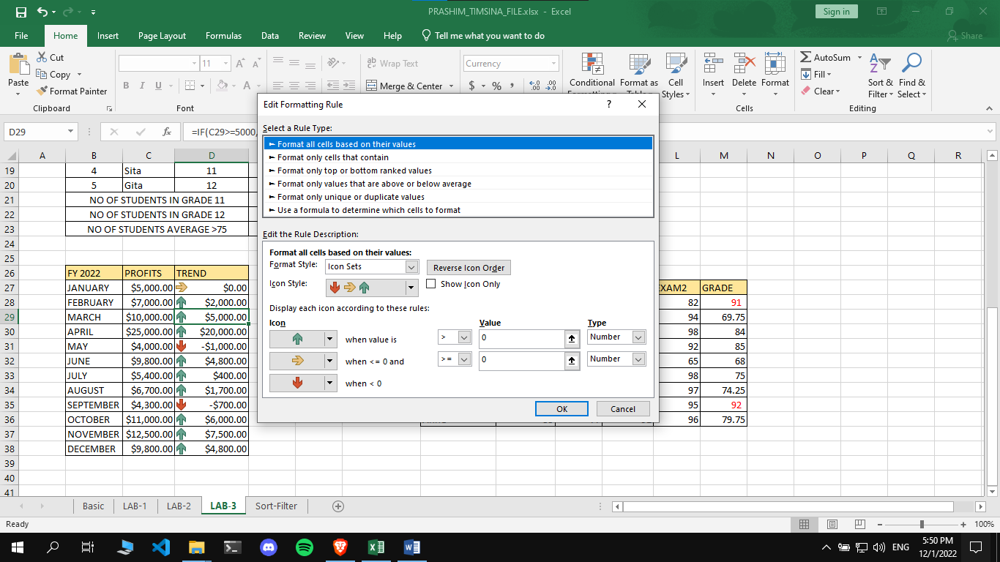 PRASHIM_TIMSINA_FILE.xlsx - Excel
Sign in
File Home Insert Page Layout Formulas Data Review View Help Tell me what you want to do Share
Paste Cut Copy Format Painter Clipboard
11 B I U Font
Wrap Text Merge & Center
Currency $ % ,
Conditional Format as Cell Styles
Insert Delete Format Cells
AutoSum Fill Clear Sort & Filter Find & Select Editing
D29 fx =IF(C29>=5000,
A B C D L M N O P Q R
19 4 Sita 11
20 5 Gita 12
21 NO OF STUDENTS IN GRADE 11
22 NO OF STUDENTS IN GRADE 12
23 NO OF STUDENTS AVERAGE >75
24
25
26 FY 2022 PROFITS TREND
27 JANUARY $5,000.00 $0.00 EXAM2 GRADE
28 FEBRUARY $7,000.00 $2,000.00 82 91
29 MARCH $10,000.00 $5,000.00 94 69.75
30 APRIL $25,000.00 $20,000.00 98 84
31 MAY $4,000.00 -$1,000.00 92 85
32 JUNE $9,800.00 $4,800.00 65 68
33 JULY $5,400.00 $400.00 98 75
34 AUGUST $6,700.00 $1,700.00 97 74.25
35 SEPTEMBER $4,300.00 -$700.00 95 92
36 OCTOBER $11,000.00 $6,000.00 96 79.75
37 NOVEMBER $12,500.00 $7,500.00
38 DECEMBER $9,800.00 $4,800.00
39
40
41
Edit Formatting Rule ?
Select a Rule Type:
► Format all cells based on their values
► Format only cells that contain
► Format only top or bottom ranked values
► Format only values that are above or below average
► Format only unique or duplicate values
► Use a formula to determine which cells to format
Edit the Rule Description:
Format all cells based on their values:
Format Style: Icon Sets Reverse Icon Order
Icon Style: Show Icon Only
Display each icon according to these rules:
Icon Value Type
when value is > 0 Number
when <= 0 and >= 0 Number
when < 0
OK Cancel
Basic LAB-1 LAB-2 LAB-3 Sort-Filter
Ready 100%
ENG 5:50 PM
12/1/2022